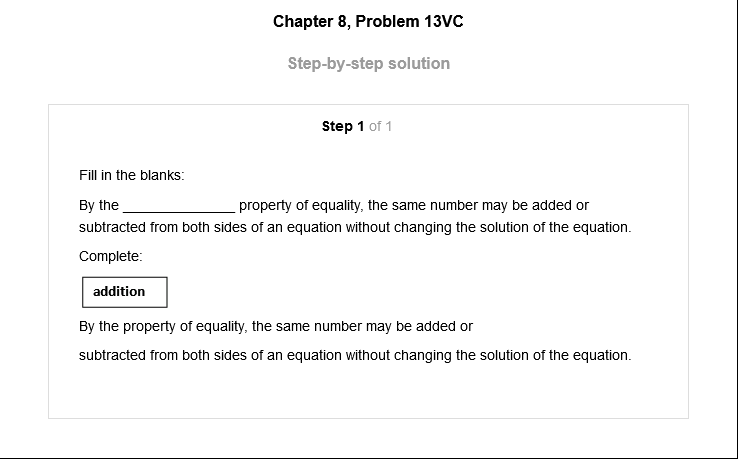 Chapter 8, Problem 13VC
Step-by-step solution
Step 1 of 1
Fill in the blanks:
By the ______________ property of equality, the same number may be added or
subtracted from both sides of an equation without changing the solution of the equation.
Complete:
addition
By the property of equality, the same number may be added or
subtracted from both sides of an equation without changing the solution of the equation.